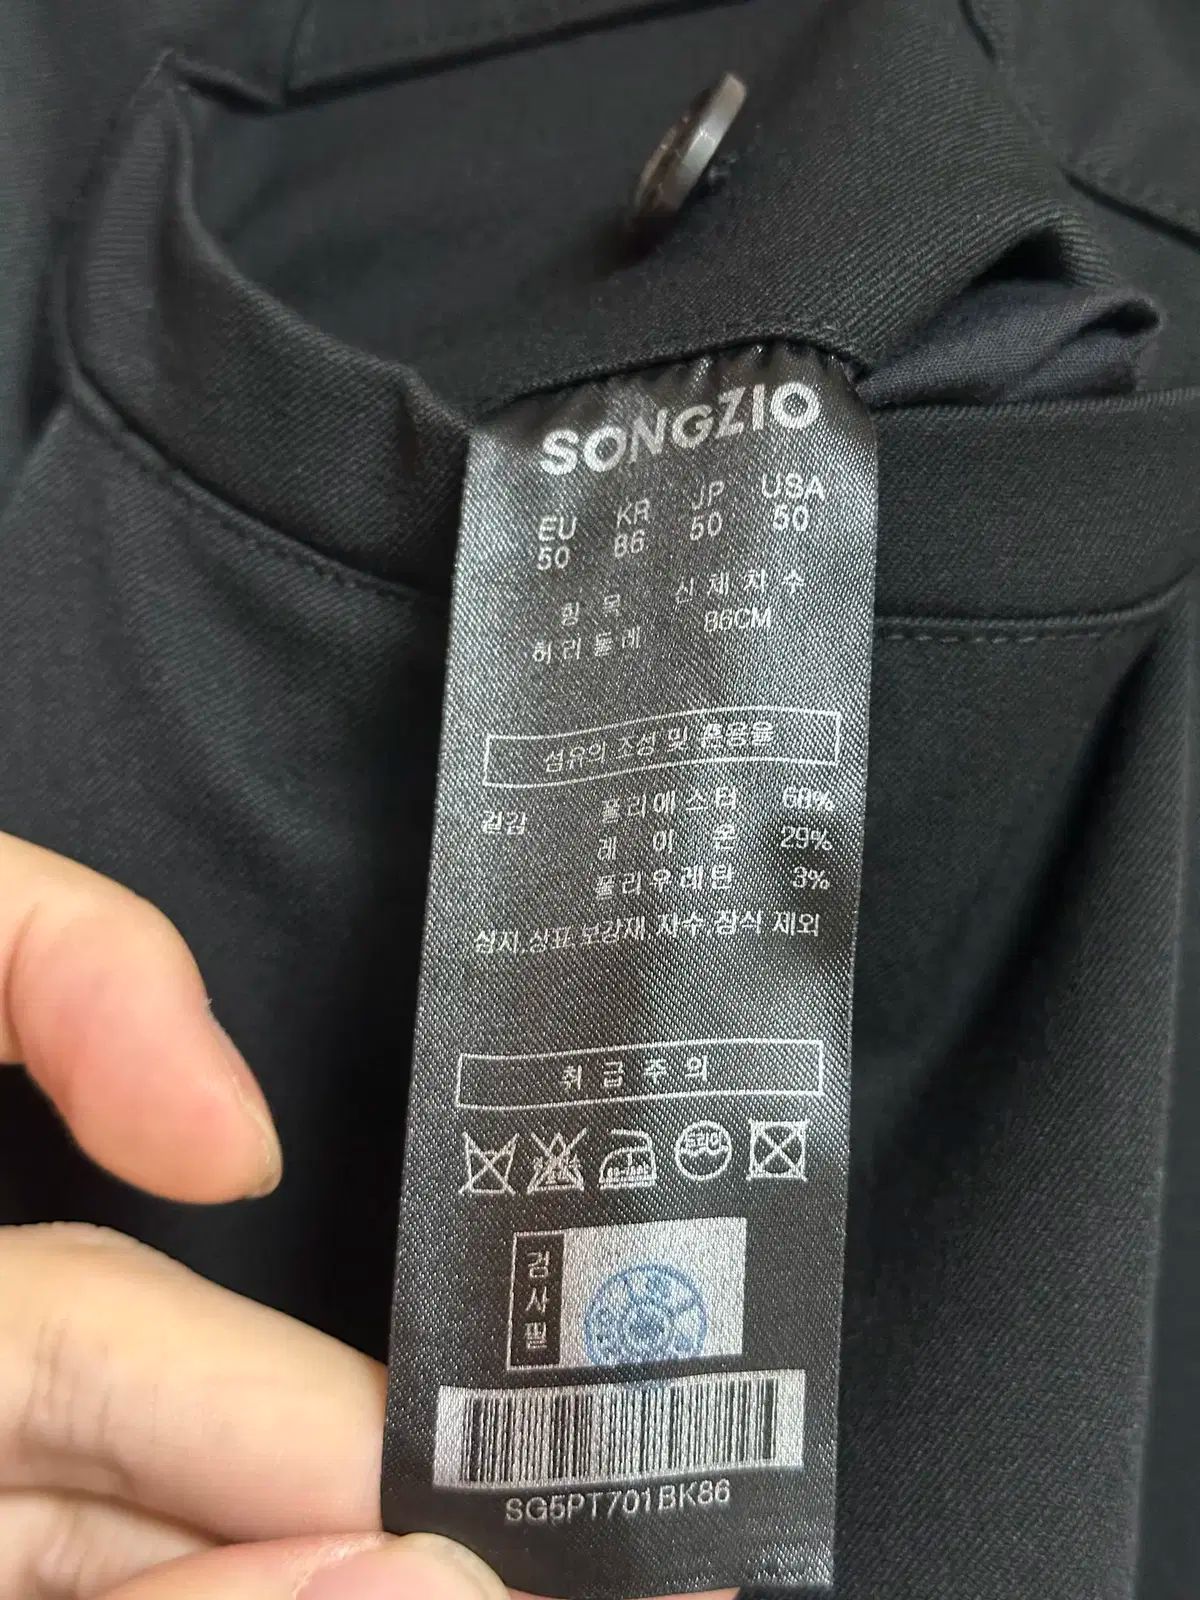 SONGZIO
EU KR JP USA
50 86 50 50
항 목 신 체 치 수
허 리 둘 레 86CM
섬유의 조성 및 혼용율
겉감 폴리에스터 68%
레 이 온 29%
폴리우레탄 3%
심지,상표,보강재 자수 장식 제외
취 급 주 의
드라이
검
사
필
SG5PT701BK86